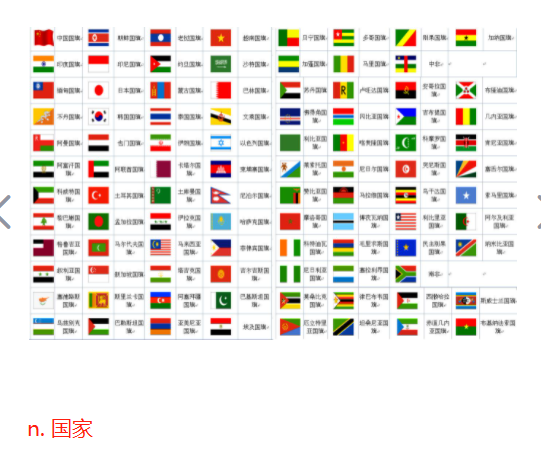 中国国旗 朝鲜国旗 老挝国旗 越南国旗 贝宁国旗 多哥国旗 刚果国旗 加纳国旗
印度国旗 印尼国旗 约旦国旗 沙特国旗 加蓬国旗 马里国旗 中非
缅甸国旗 日本国旗 蒙古国旗 巴林国旗 苏丹国旗 卢旺达国旗 安哥拉国旗 布隆迪国旗
不丹国旗 韩国国旗 泰国国旗 文莱国旗 佛得角国旗 冈比亚国旗 吉布提国旗 几内亚国旗
阿曼国旗 也门国旗 伊朗国旗 以色列国旗 利比亚国旗 喀麦隆国旗 科摩罗国旗 肯尼亚国旗
阿富汗国旗 阿联酋国旗 卡塔尔国旗 柬埔寨国旗 莱索托国旗 尼日尔国旗 突尼斯国旗 塞舌尔国旗
科威特国旗 土耳其国旗 土库曼国旗 尼泊尔国旗 赞比亚国旗 马拉维国旗 乌干达国旗 索马里国旗
黎巴嫩国旗 孟加拉国旗 伊拉克国旗 哈萨克国旗 摩洛哥国旗 博茨瓦纳国旗 利比里亚国旗 阿尔及利亚国旗
格鲁吉亚国旗 马尔代夫国旗 马来西亚国旗 菲律宾国旗 科特迪瓦国旗 毛里求斯国旗 民主刚果国旗 纳米比亚国旗
叙利亚国旗 新加坡国旗 塔吉克国旗 吉尔吉斯国旗 尼日利亚国旗 塞拉利昂国旗 南非
塞浦路斯国旗 斯里兰卡国旗 阿塞拜疆国旗 巴基斯坦国旗 莫桑比克国旗 津巴布韦国旗 西撒哈拉国旗 斯威士兰国旗
乌兹别克国旗 巴勒斯坦国旗 亚美尼亚国旗 埃及国旗 厄立特里亚国旗 坦桑尼亚国旗 赤道几内亚国旗 布基纳法索国旗
n. 国家